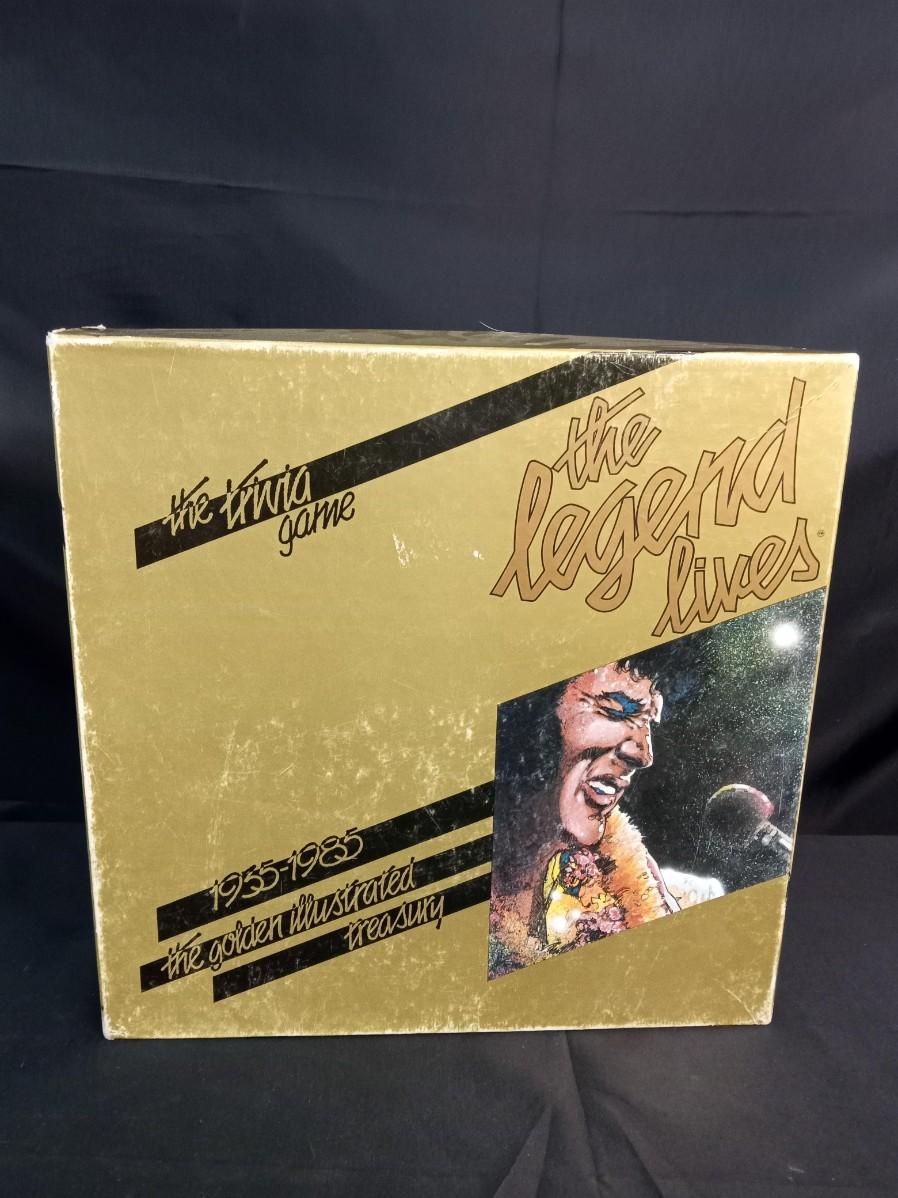 the trivia
game
the
legend
lives
1935-1985
the golden illustrated
treasury